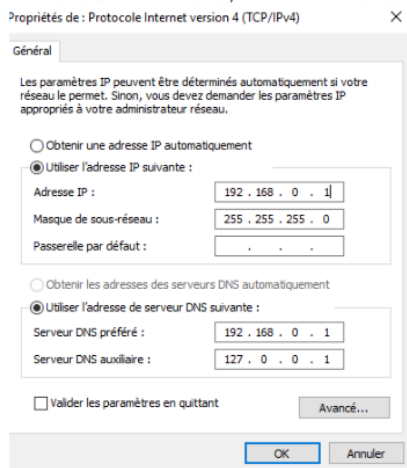 Propriétés de : Protocole Internet version 4 (TCP/IPv4)
Général
Les paramètres IP peuvent être déterminés automatiquement si votre
réseau le permet. Sinon, vous devez demander les paramètres IP
appropriés à votre administrateur réseau.
Obtenir une adresse IP automatiquement
Utiliser l'adresse IP suivante :
Adresse IP : 192 . 168 . 0 . 1
Masque de sous-réseau : 255 . 255 . 255 . 0
Passerelle par défaut : . . .
Obtenir les adresses des serveurs DNS automatiquement
Utiliser l'adresse de serveur DNS suivante :
Serveur DNS préféré : 192 . 168 . 0 . 1
Serveur DNS auxiliaire : 127 . 0 . 0 . 1
Valider les paramètres en quittant
Avancé...
OK Annuler